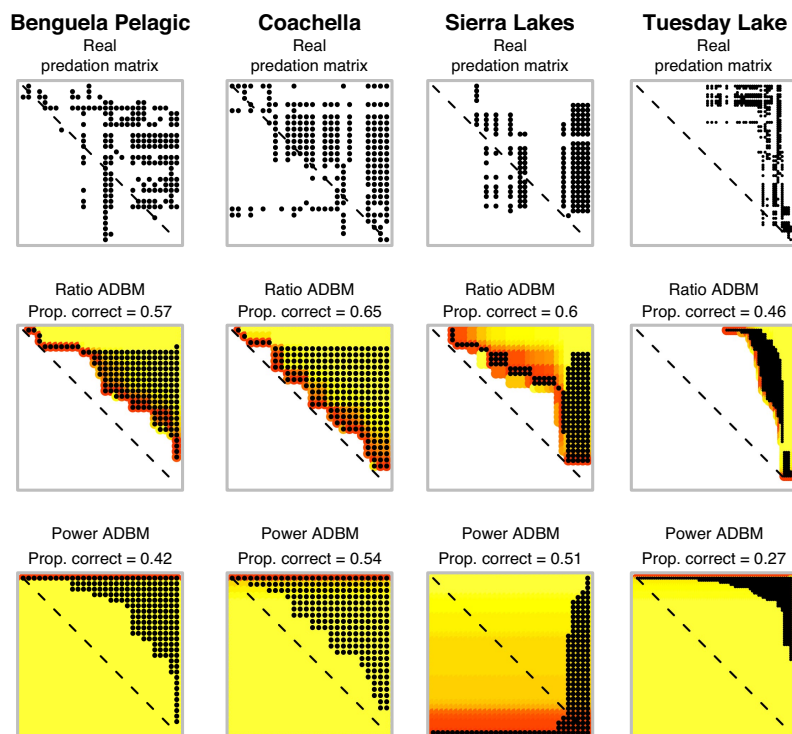 Benguela Pelagic
Real
predation matrix
Coachella
Real
predation matrix
Sierra Lakes
Real
predation matrix
Tuesday Lake
Real
predation matrix
Ratio ADBM
Prop. correct = 0.57
Ratio ADBM
Prop. correct = 0.65
Ratio ADBM
Prop. correct = 0.6
Ratio ADBM
Prop. correct = 0.46
Power ADBM
Prop. correct = 0.42
Power ADBM
Prop. correct = 0.54
Power ADBM
Prop. correct = 0.51
Power ADBM
Prop. correct = 0.27